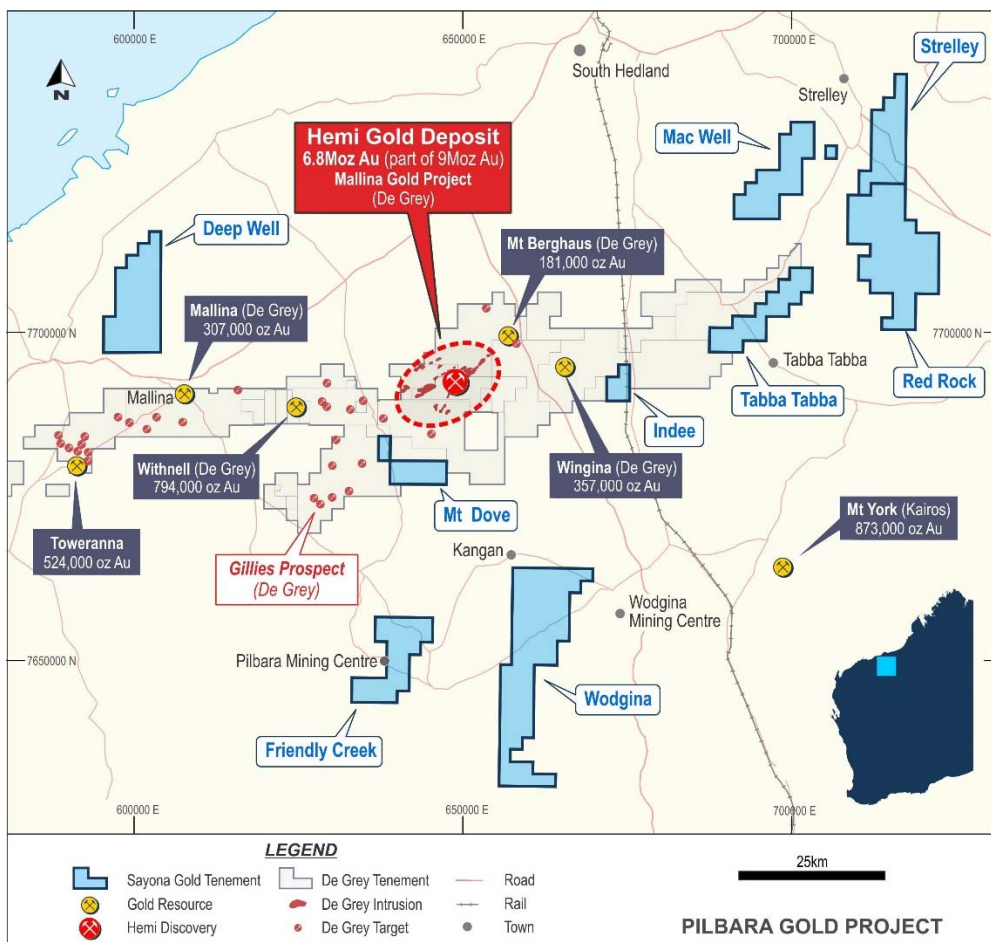 600000 E
650000 E
700000 E
N
South Hedland
Strelley
Strelley
Mac Well
Hemi Gold Deposit
6.8Moz Au (part of 9Moz Au)
Mallina Gold Project
(De Grey)
Deep Well
Mt Berghaus (De Grey)
181,000 oz Au
Mallina (De Grey)
307,000 oz Au
7700000 N
7700000 N
Tabba Tabba
Red Rock
Mallina
Tabba Tabba
Indee
Withnell (De Grey)
794,000 oz Au
Wingina (De Grey)
357,000 oz Au
Mt Dove
Mt York (Kairos)
873,000 oz Au
Toweranna
524,000 oz Au
Gillies Prospect
(De Grey)
Kangan
Wodgina
Mining Centre
7650000 N
Pilbara Mining Centre
Wodgina
Friendly Creek
600000 E
650000 E
700000 E
LEGEND
Sayona Gold Tenement
De Grey Tenement
Road
Gold Resource
De Grey Intrusion
Rail
Hemi Discovery
De Grey Target
Town
25km
PILBARA GOLD PROJECT